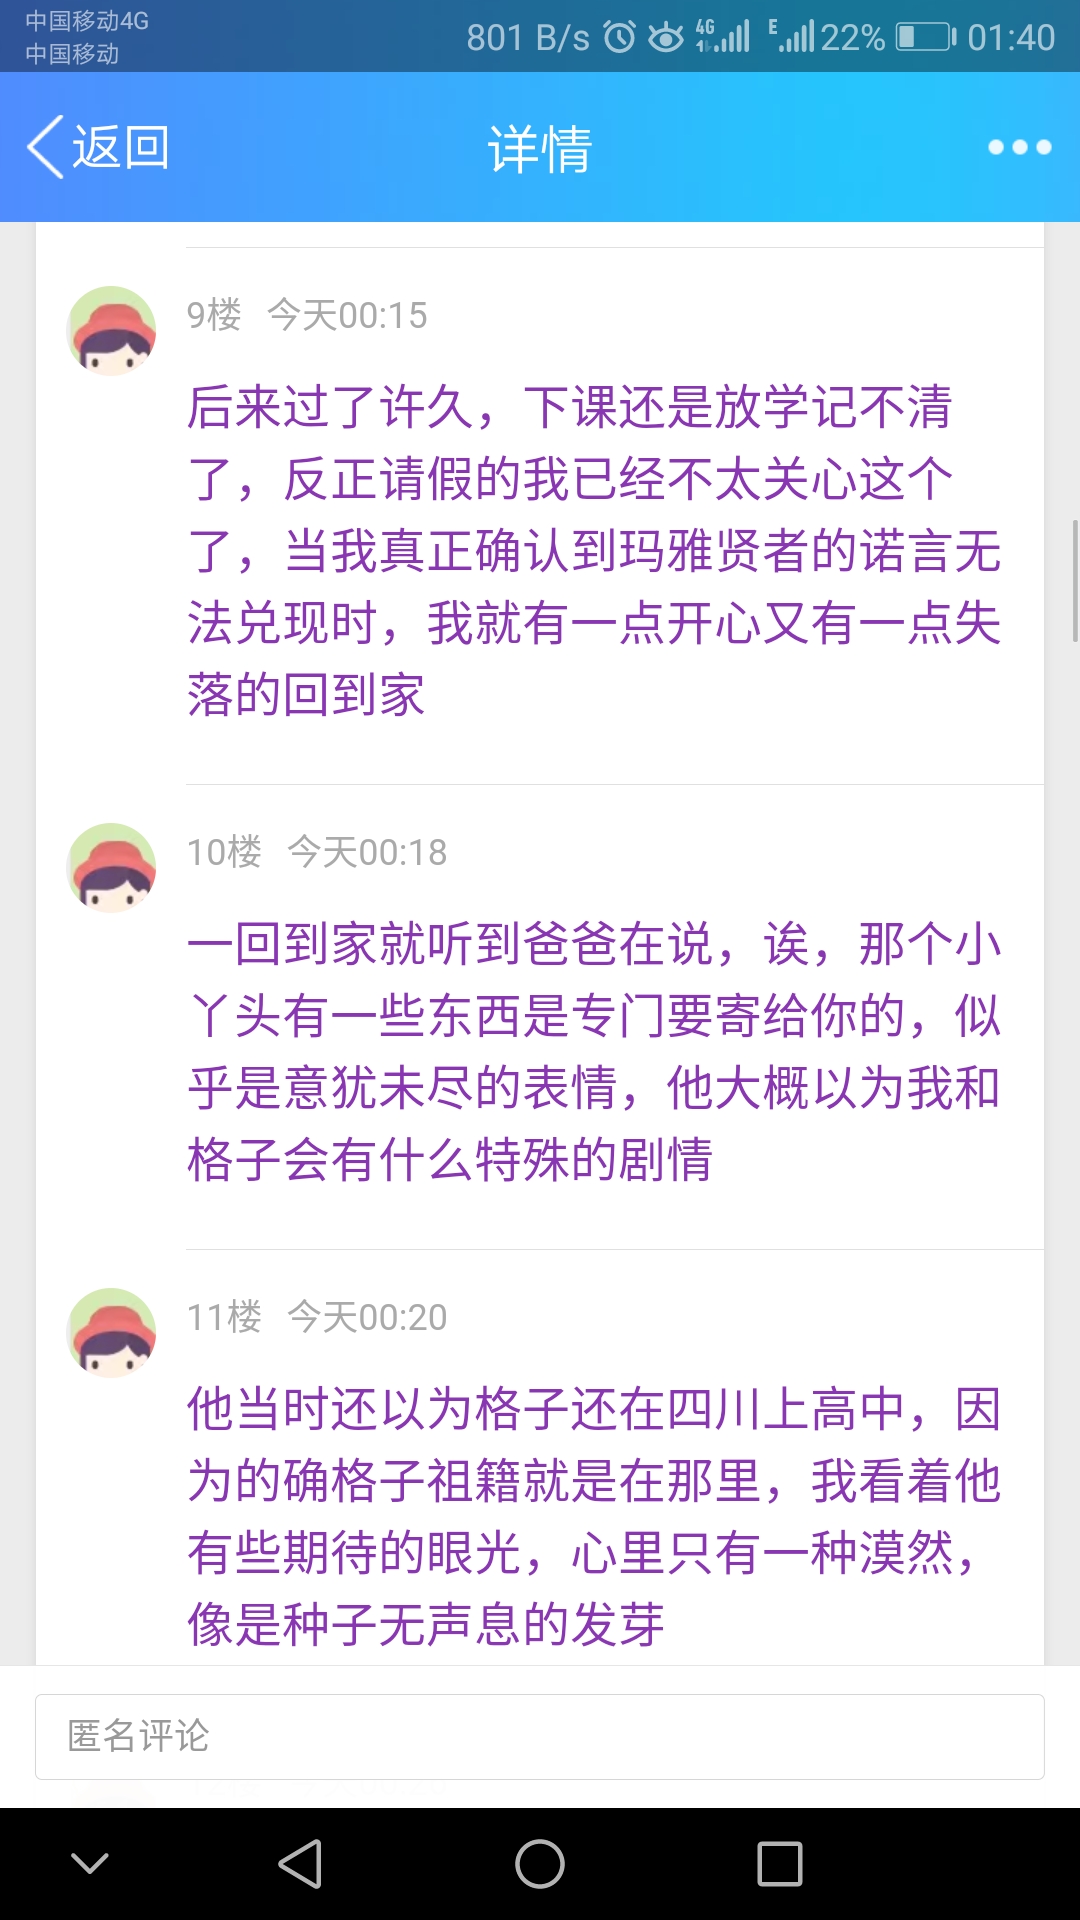 中国移动4G
中国移动
801 B/s 4G E 22% 01:40
返回 详情
9楼 今天00:15
后来过了许久，下课还是放学记不清
了，反正请假的我已经不太关心这个
了，当我真正确认到玛雅贤者的诺言无
法兑现时，我就有一点开心又有一点失
落的回到家
10楼 今天00:18
一回到家就听到爸爸在说，诶，那个小
丫头有一些东西是专门要寄给你的，似
乎是意犹未尽的表情，他大概以为我和
格子会有什么特殊的剧情
11楼 今天00:20
他当时还以为格子还在四川上高中，因
为的确格子祖籍就是在那里，我看着他
有些期待的眼光，心里只有一种漠然，
像是种子无声息的发芽
匿名评论